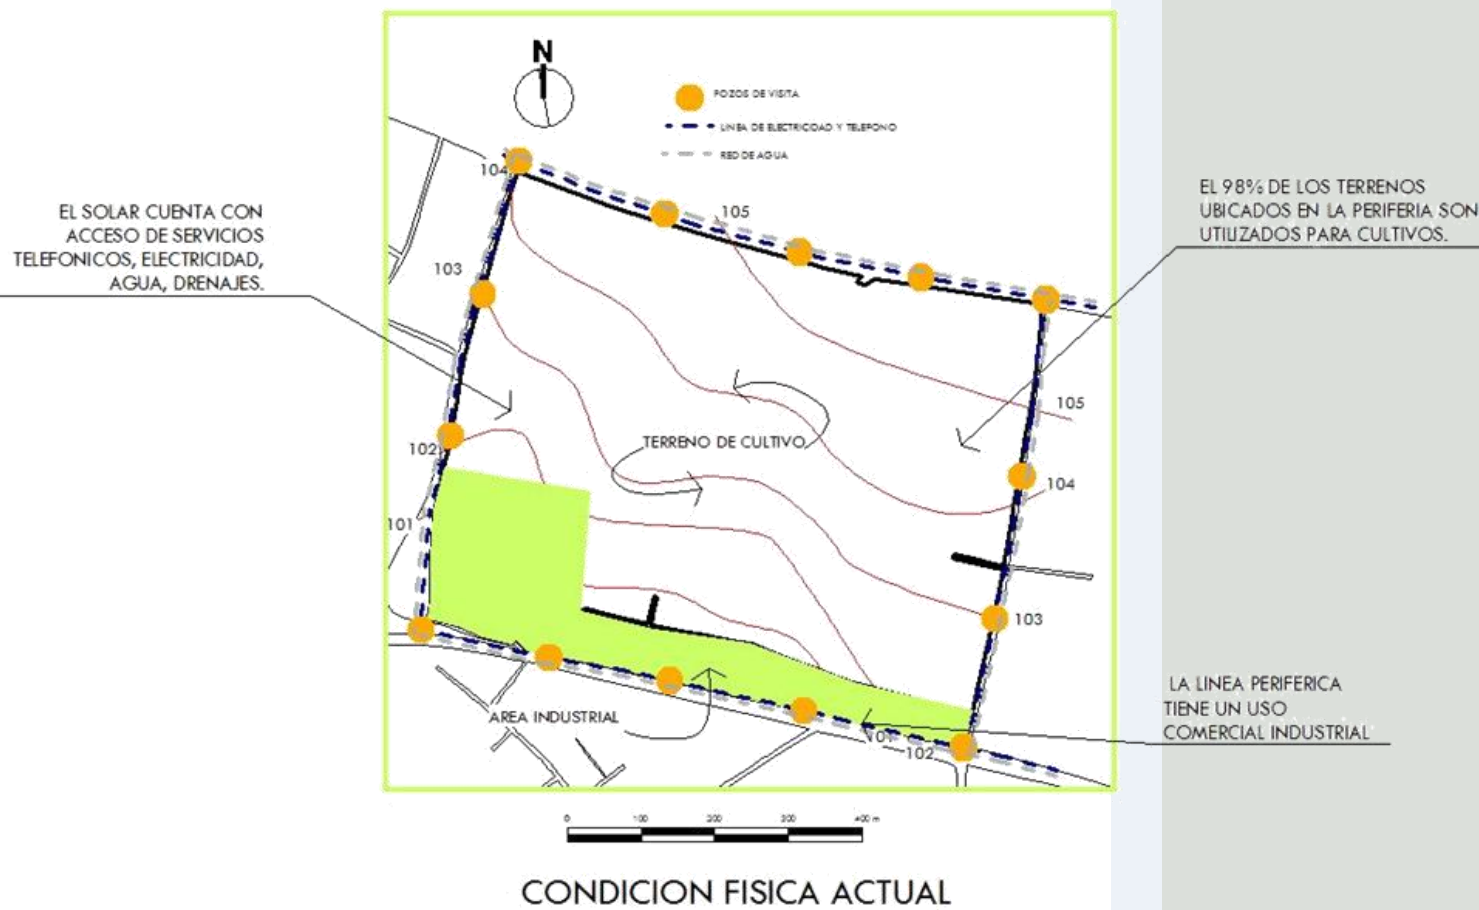 N
POZOS DE VISITA
LINEA DE ELECTRICIDAD Y TELEFONO
RED DE AGUA
104
105
EL SOLAR CUENTA CON
ACCESO DE SERVICIOS
TELEFONICOS, ELECTRICIDAD,
AGUA, DRENAJES.
EL 98% DE LOS TERRENOS
UBICADOS EN LA PERIFERIA SON
UTILIZADOS PARA CULTIVOS.
103
105
TERRENO DE CULTIVO
102
104
101
103
AREA INDUSTRIAL
LA LINEA PERIFERICA
TIENE UN USO
COMERCIAL INDUSTRIAL
101
102
0 100 200 300 400 m
CONDICION FISICA ACTUAL